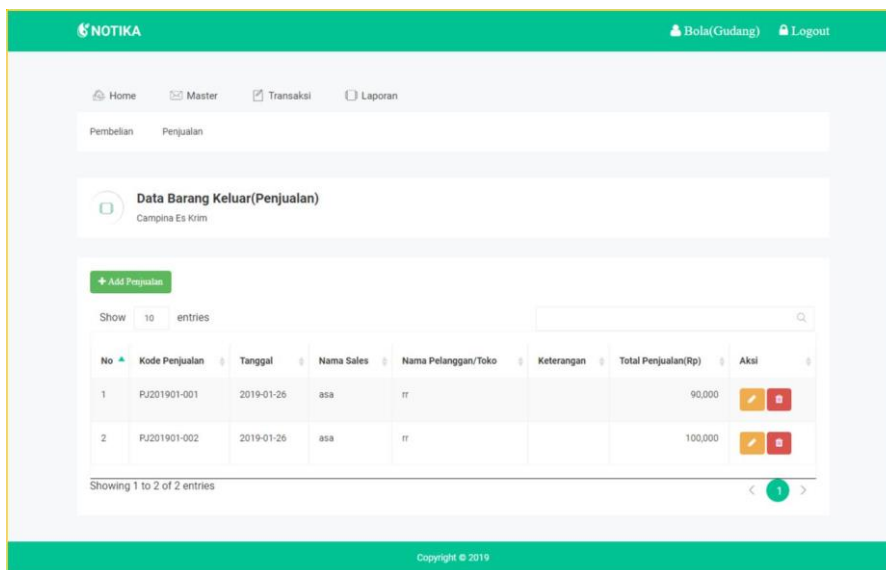 NOTIKA Bola(Gudang) Logout
Home Master Transaksi Laporan
Pembelian Penjualan
Data Barang Keluar(Penjualan)
Campina Es Krim
+ Add Penjualan
Show 10 entries
No Kode Penjualan Tanggal Nama Sales Nama Pelanggan/Toko Keterangan Total Penjualan(Rp) Aksi
1 PJ201901-001 2019-01-26 asa rr 90,000
2 PJ201901-002 2019-01-26 asa rr 100,000
Showing 1 to 2 of 2 entries < 1 >
Copyright © 2019